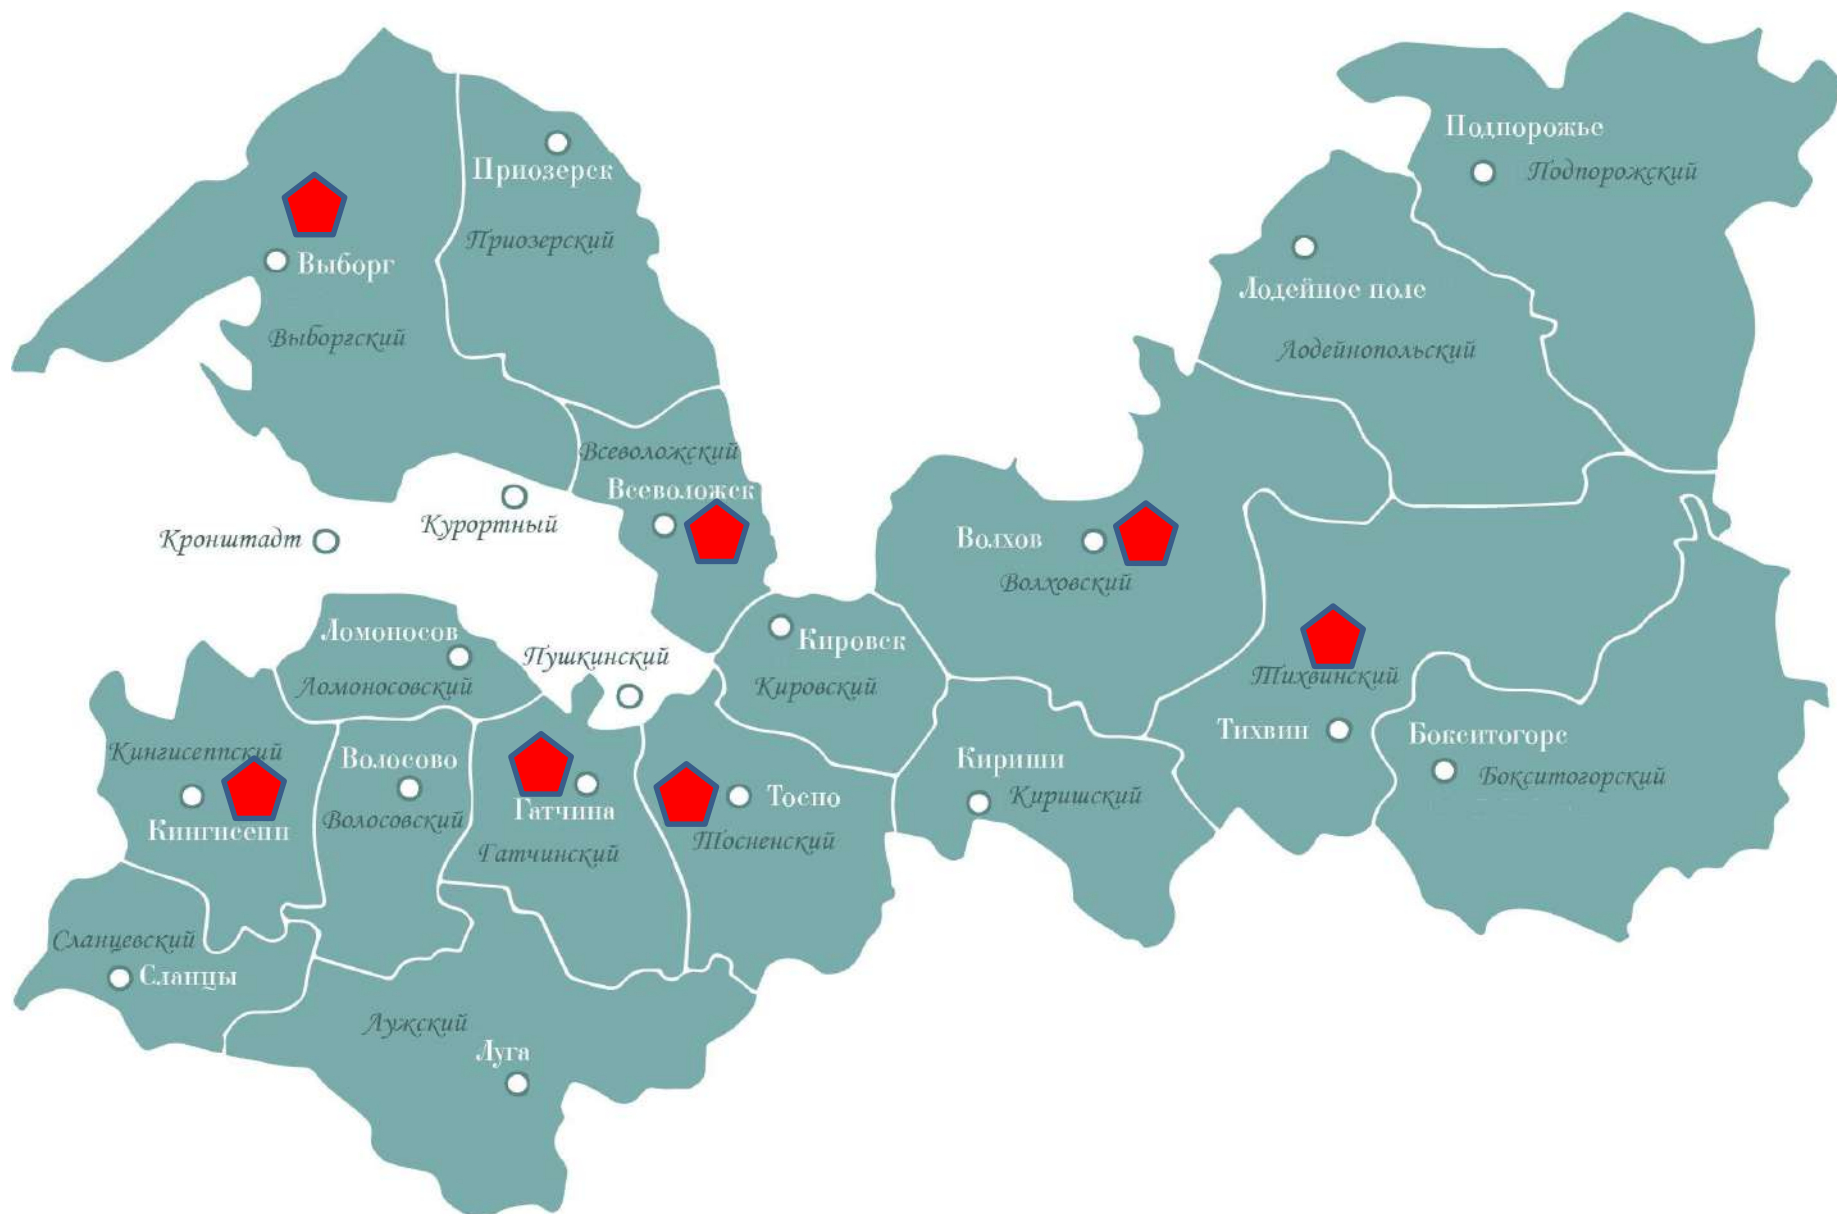 Подпорожье
Подпорожский
Приозерск
Приозерский
Выборг
Выборгский
Лодейное поле
Лодейнопольский
Всеволожский
Всеволожск
Курортный
Кронштадт
Волхов
Волховский
Ломоносов
Ломоносовский
Пушкинский
Кировск
Кировский
Тихвинский
Тихвин
Бокситогорс
Бокситогорский
Кингисеппский
Кингисепп
Волосово
Волосовский
Гатчина
Гатчинский
Тосно
Тосненский
Кириши
Киришский
Сланцевский
Сланцы
Лужский
Луга